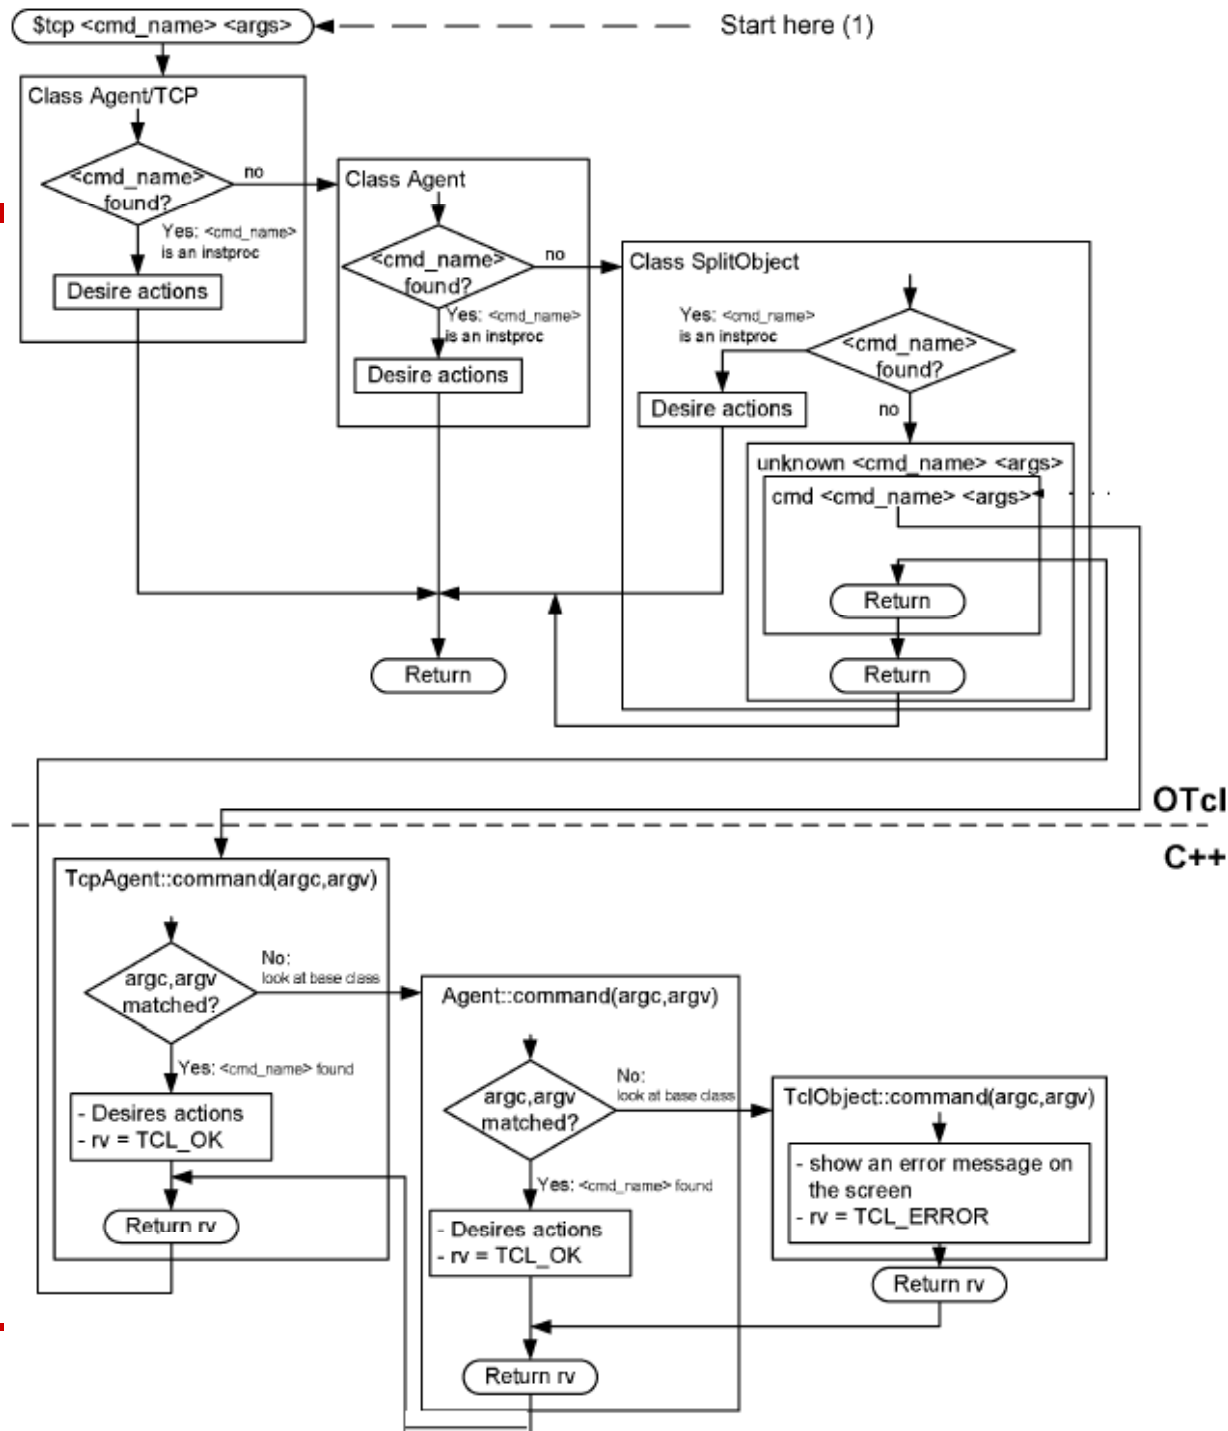 $tcp <cmd_name> <args>
Start here (1)
Class Agent/TCP
<cmd_name>
found?
no
Yes: <cmd_name>
is an instproc
Desire actions
Class Agent
<cmd_name>
found?
no
Yes: <cmd_name>
is an instproc
Desire actions
Class SplitObject
Yes: <cmd_name>
is an instproc
<cmd_name>
found?
Desire actions
no
unknown <cmd_name> <args>
cmd <cmd_name> <args>
Return
Return
Return
OTcl
C++
TcpAgent::command(argc,argv)
argc,argv
matched?
No:
look at base class
Yes: <cmd_name> found
- Desires actions
- rv = TCL_OK
Return rv
Agent::command(argc,argv)
argc,argv
matched?
No:
look at base class
Yes: <cmd_name> found
- Desires actions
- rv = TCL_OK
Return rv
TclObject::command(argc,argv)
- show an error message on
the screen
- rv = TCL_ERROR
Return rv